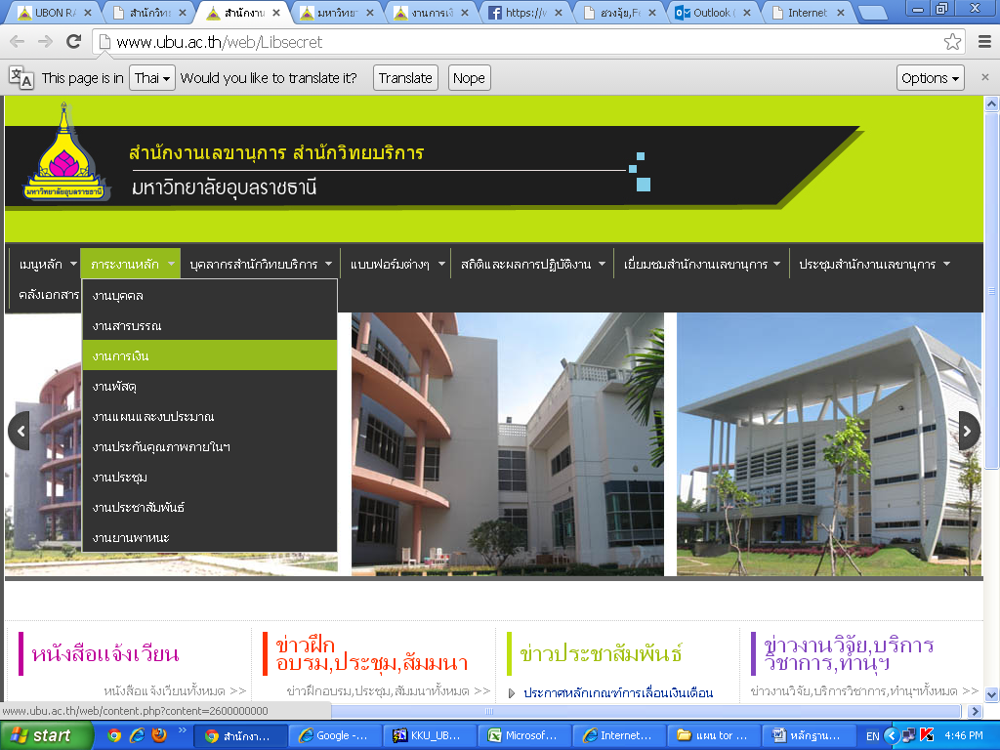 UBON RA
สำนักวิท
สำนักงาน
มหาวิทยา
งานการเงิ
https://w
ฮวงจุ้ย,Fe
Outlook
Internet
www.ubu.ac.th/web/Libsecret
This page is in Thai Would you like to translate it? Translate Nope Options
สำนักงานเลขานุการ สำนักวิทยบริการ
มหาวิทยาลัยอุบลราชธานี
มหาวิทยาลัยอุบลราชธานี
เมนูหลัก ภาระงานหลัก บุคลากรสำนักวิทยบริการ แบบฟอร์มต่างๆ สถิติและผลการปฏิบัติงาน เยี่ยมชมสำนักงานเลขานุการ ประชุมสำนักงานเลขานุการ
คลังเอกสาร
งานบุคคล
งานสารบรรณ
งานการเงิน
งานพัสดุ
งานแผนและงบประมาณ
งานประกันคุณภาพภายในฯ
งานประชุม
งานประชาสัมพันธ์
งานยานพาหนะ
หนังสือแจ้งเวียน
หนังสือแจ้งเวียนทั้งหมด >>
ข่าวฝึก
อบรม,ประชุม,สัมมนา
ข่าวฝึกอบรม,ประชุม,สัมมนาทั้งหมด >>
ข่าวประชาสัมพันธ์
ประกาศหลักเกณฑ์การเลื่อนเงินเดือน
ข่าวงานวิจัย,บริการ
วิชาการ,ทำนุฯ
ข่าวงานวิจัย,บริการวิชาการ,ทำนุฯทั้งหมด >>
www.ubu.ac.th/web/content.php?content=2600000000
start
สำนักงาน...
Google -...
KKU_UB...
Microsof...
Internet...
แผน tor ...
หลักฐาน...
EN
4:46 PM